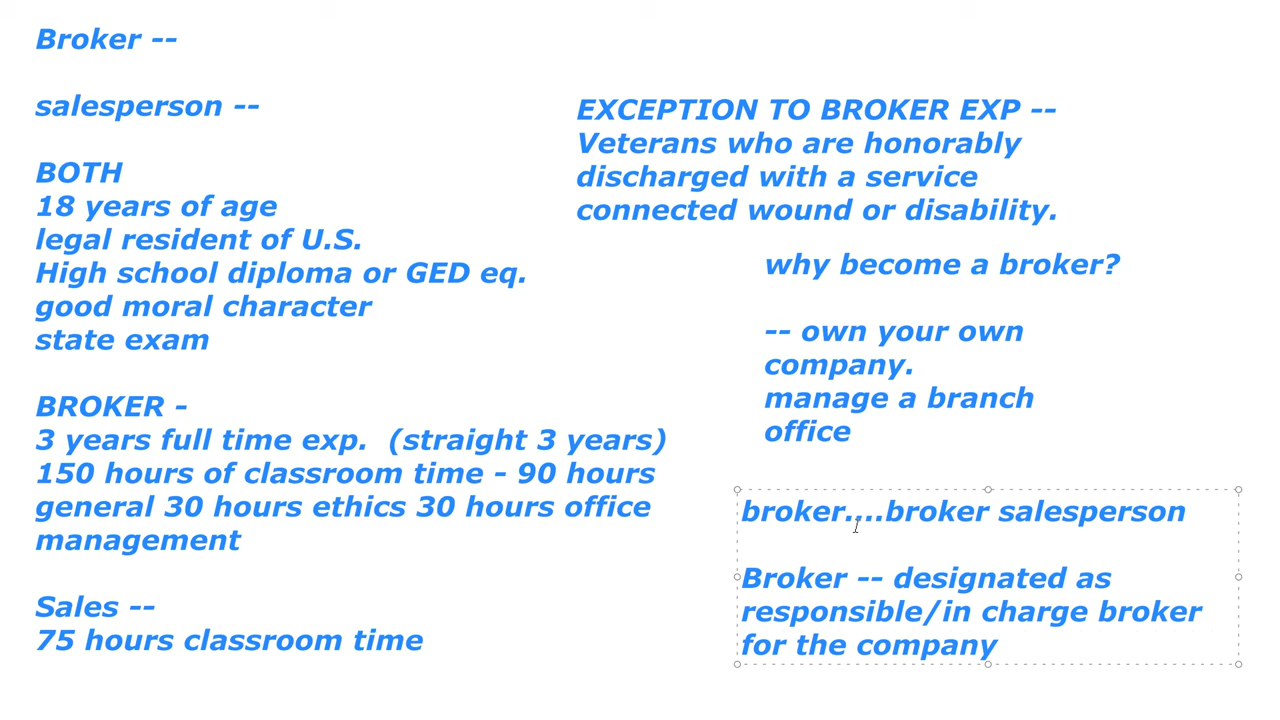 Broker --
salesperson --
BOTH
18 years of age
legal resident of U.S.
High school diploma or GED eq.
good moral character
state exam
BROKER -
3 years full time exp.  (straight 3 years)
150 hours of classroom time – 90 hours
general 30 hours ethics 30 hours office
management
Sales --
75 hours classroom time
EXCEPTION TO BROKER EXP --
Veterans who are honorably
discharged with a service
connected wound or disability.
why become a broker?
-- own your own
company.
manage a branch
office
broker....broker salesperson
Broker -- designated as
responsible/in charge broker
for the company